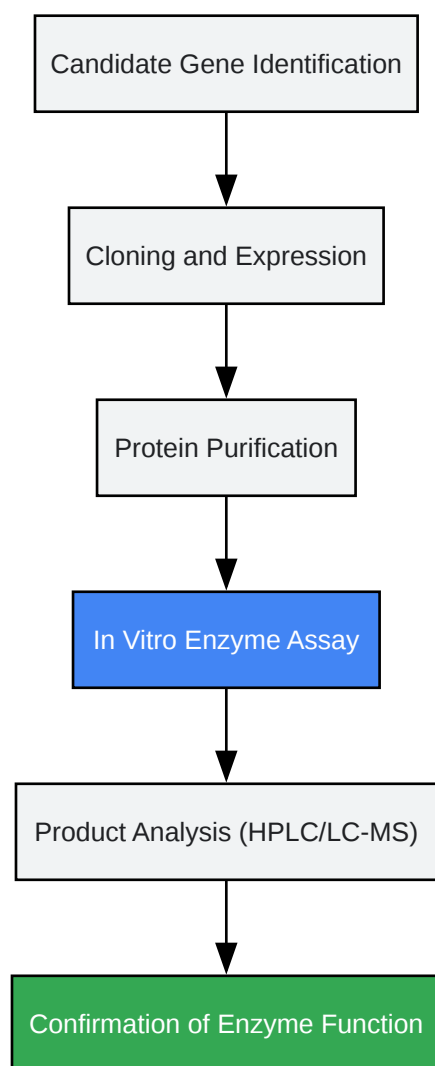 Candidate Gene Identification
Cloning and Expression
Protein Purification
In Vitro Enzyme Assay
Product Analysis (HPLC/LC-MS)
Confirmation of Enzyme Function